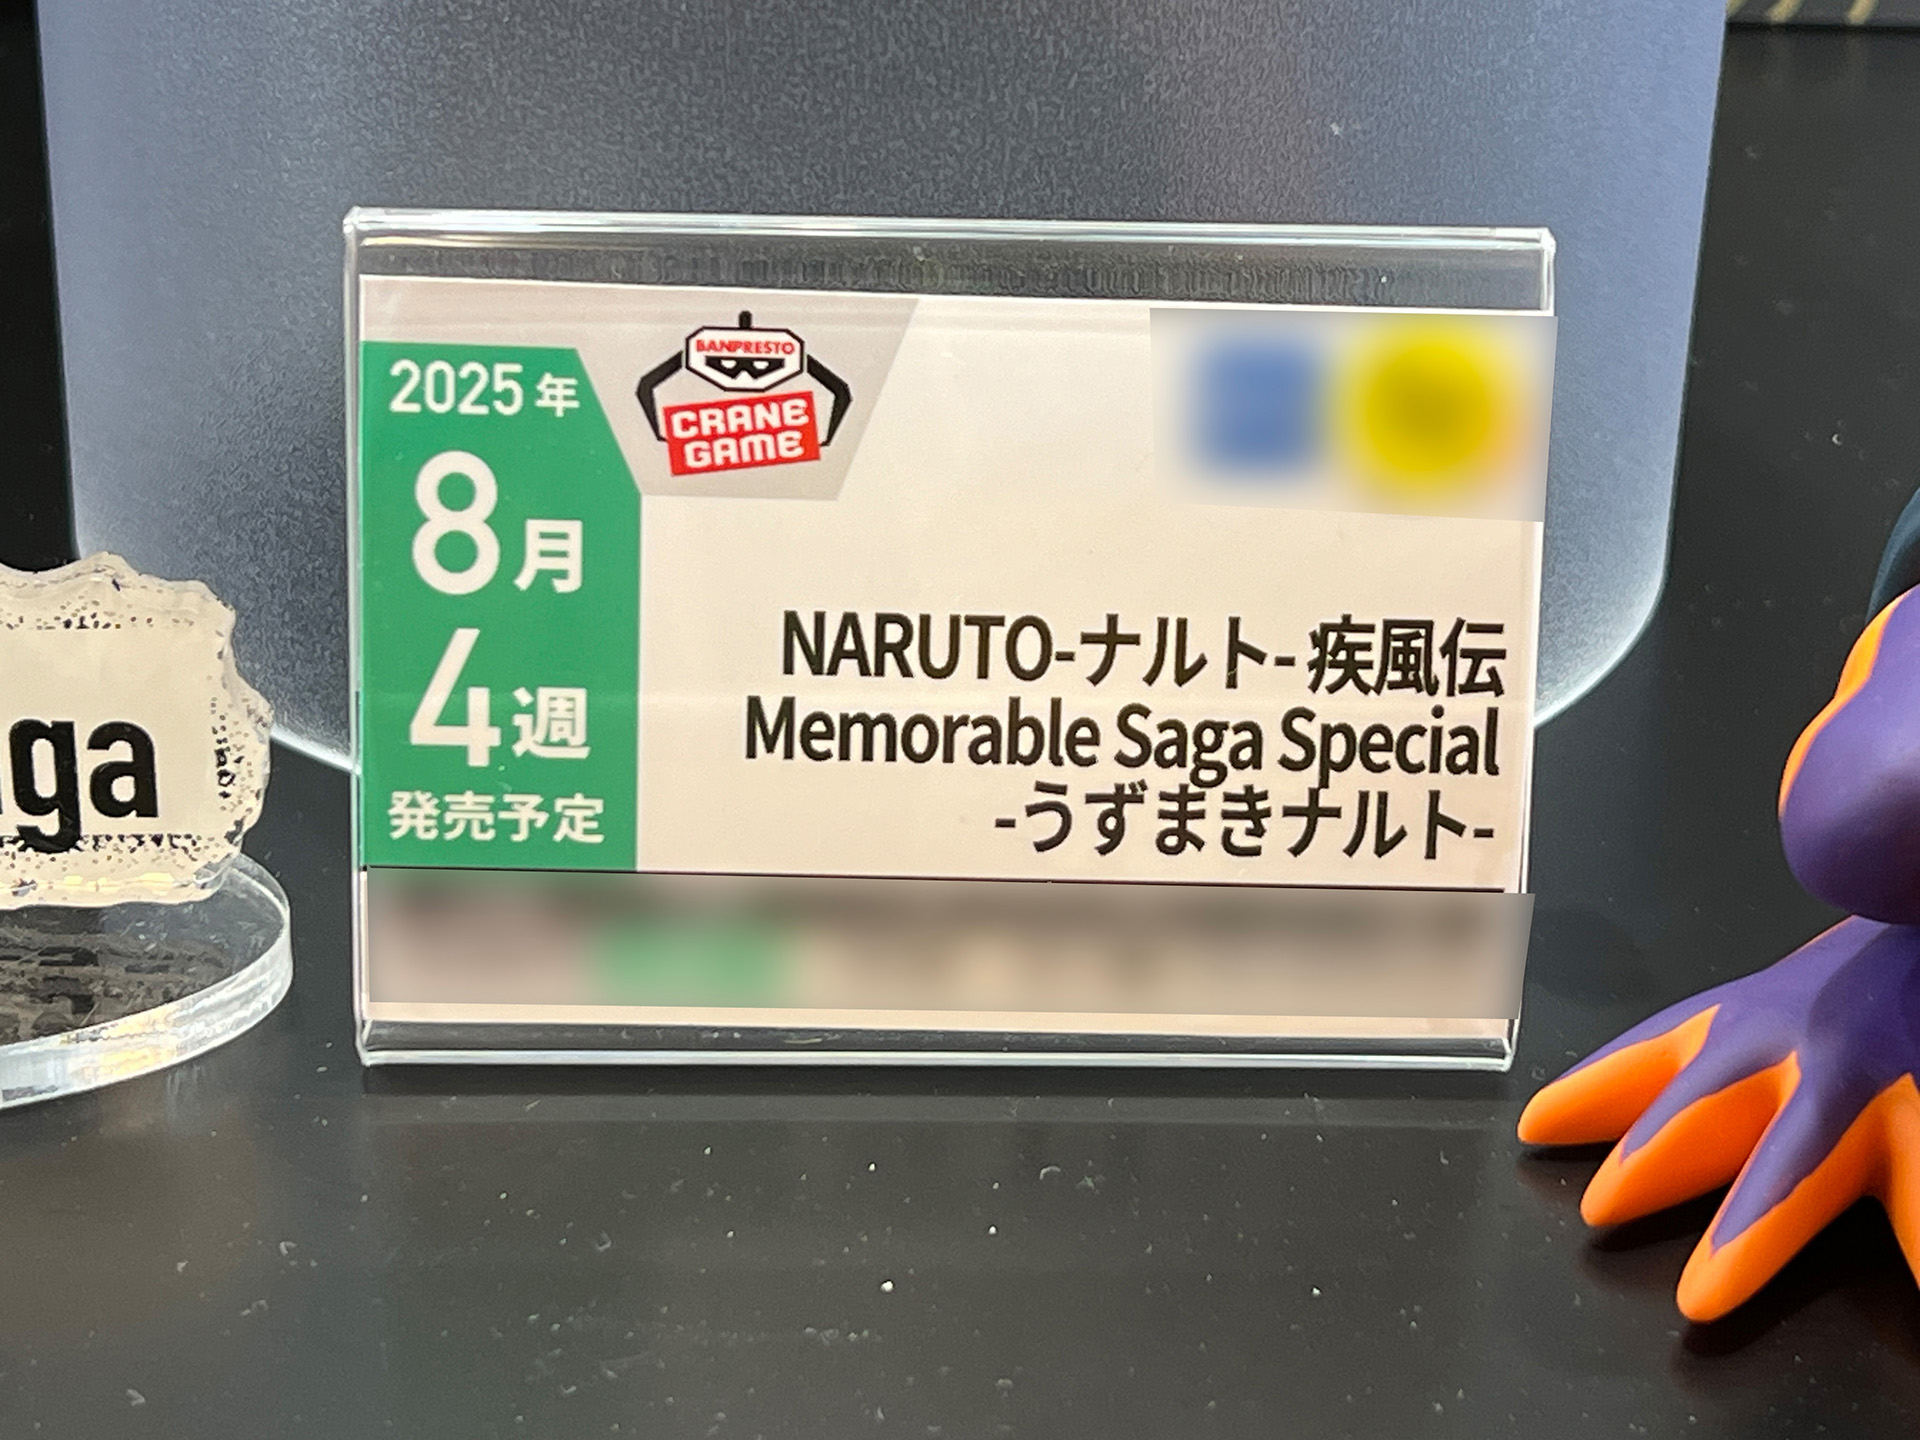 2025年
8月
4週
発売予定
BANPRESTO
CRANE
GAME
NARUTO-ナルト-疾風伝
Memorable Saga Special
-うずまきナルト-
ga